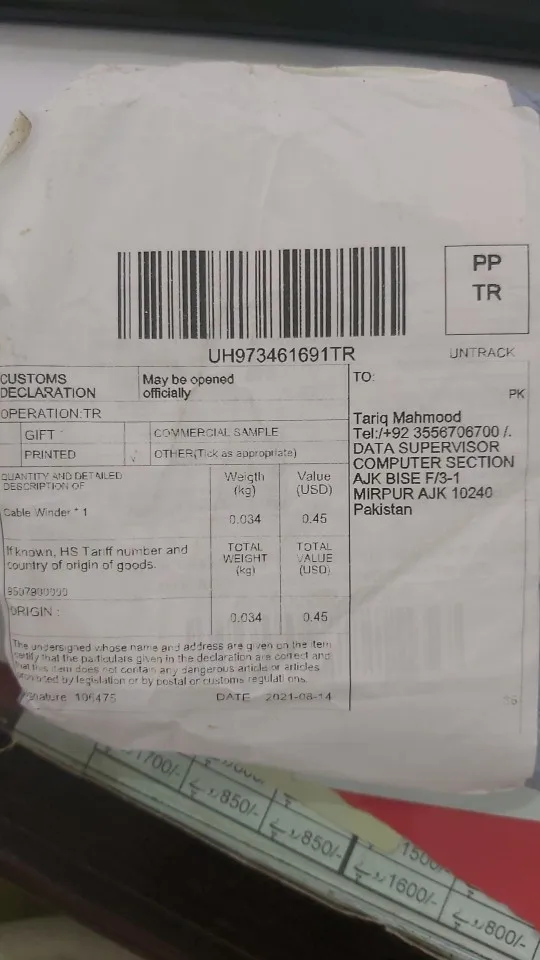 PP
TR
UH973461691TR
UNTRACK
CUSTOMS
DECLARATION
May be opened
officially
TO:
PK
OPERATION:TR
GIFT
COMMERCIAL SAMPLE
PRINTED
OTHER(Tick as appropriate)
Tariq Mahmood
Tel:/+92 3556706700 /.
DATA SUPERVISOR
COMPUTER SECTION
AJK BISE F/3-1
MIRPUR AJK 10240
Pakistan
QUANTITY AND DETAILED
DESCRIPTION OF
Weigth
(kg)
Value
(USD)
Cable Winder * 1
0.034
0.45
If known, HS Tariff number and
country of origin of goods.
TOTAL
WEIGHT
(kg)
TOTAL
VALUE
(USD)
ORIGIN :
0.034
0.45
The undersigned whose name and address are given on the item
certify that the particulars given in the declaration are correct and
that this item does not contain any dangerous article or articles
by legislation or by postal or customs regulations.
106475
DATE 2021-08-14
1700/-
850/-
850/-
1500/-
1600/-
800/-